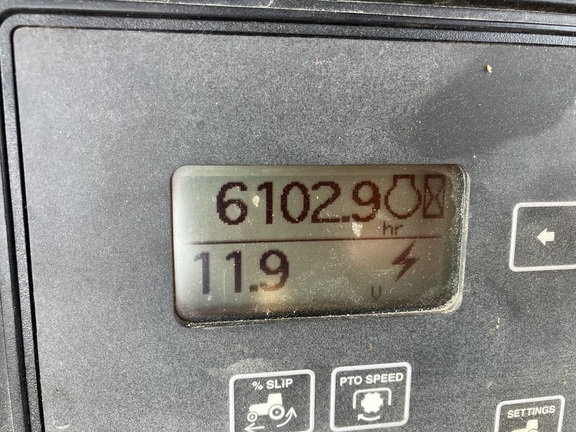 6102.9
hr
11.9
V
% SLIP
PTO SPEED
SETTINGS